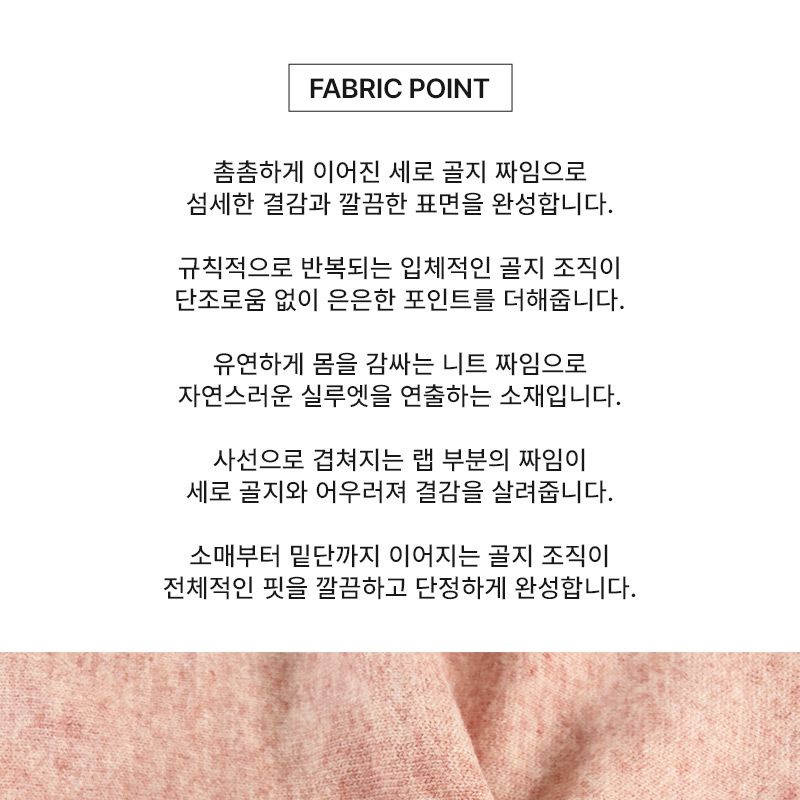 FABRIC POINT
촘촘하게 이어진 세로 골지 짜임으로
섬세한 결감과 깔끔한 표면을 완성합니다.
규칙적으로 반복되는 입체적인 골지 조직이
단조로움 없이 은은한 포인트를 더해줍니다.
유연하게 몸을 감싸는 니트 짜임으로
자연스러운 실루엣을 연출하는 소재입니다.
사선으로 겹쳐지는 랩 부분의 짜임이
세로 골지와 어우러져 결감을 살려줍니다.
소매부터 밑단까지 이어지는 골지 조직이
전체적인 핏을 깔끔하고 단정하게 완성합니다.